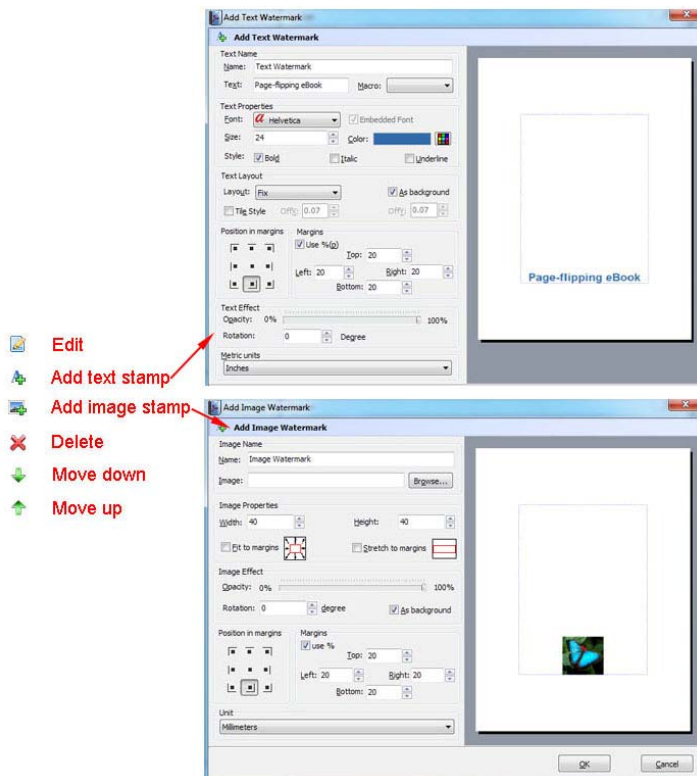 Add Text Watermark
Add Text Watermark
Text Name
Name: Text Watermark
Text: Page-flipping eBook Macro:
Text Properties
Font: a Helvetica Embedded Font
Size: 24 Color:
Style: Bold Italic Underline
Text Layout
Layout: Fix As background
Tile Style 0.07 0.07
Position in margins Margins
Use %(p)
Top: 20
Left: 20 Right: 20
Bottom: 20
Text Effect
Opacity: 0% 100%
Rotation: 0 Degree
Metric units
Inches
Page-flipping eBook
Edit
Add text stamp
Add image stamp
Delete
Move down
Move up
Add Image Watermark
Add Image Watermark
Image Name
Name: Image Watermark
Image: Browse...
Image Properties
Width: 40 Height: 40
Fit to margins Stretch to margins
Image Effect
Opacity: 0% 100%
Rotation: 0 degree As background
Position in margins Margins
use %
Top: 20
Left: 20 Right: 20
Bottom: 20
Unit
Millimeters
OK Cancel